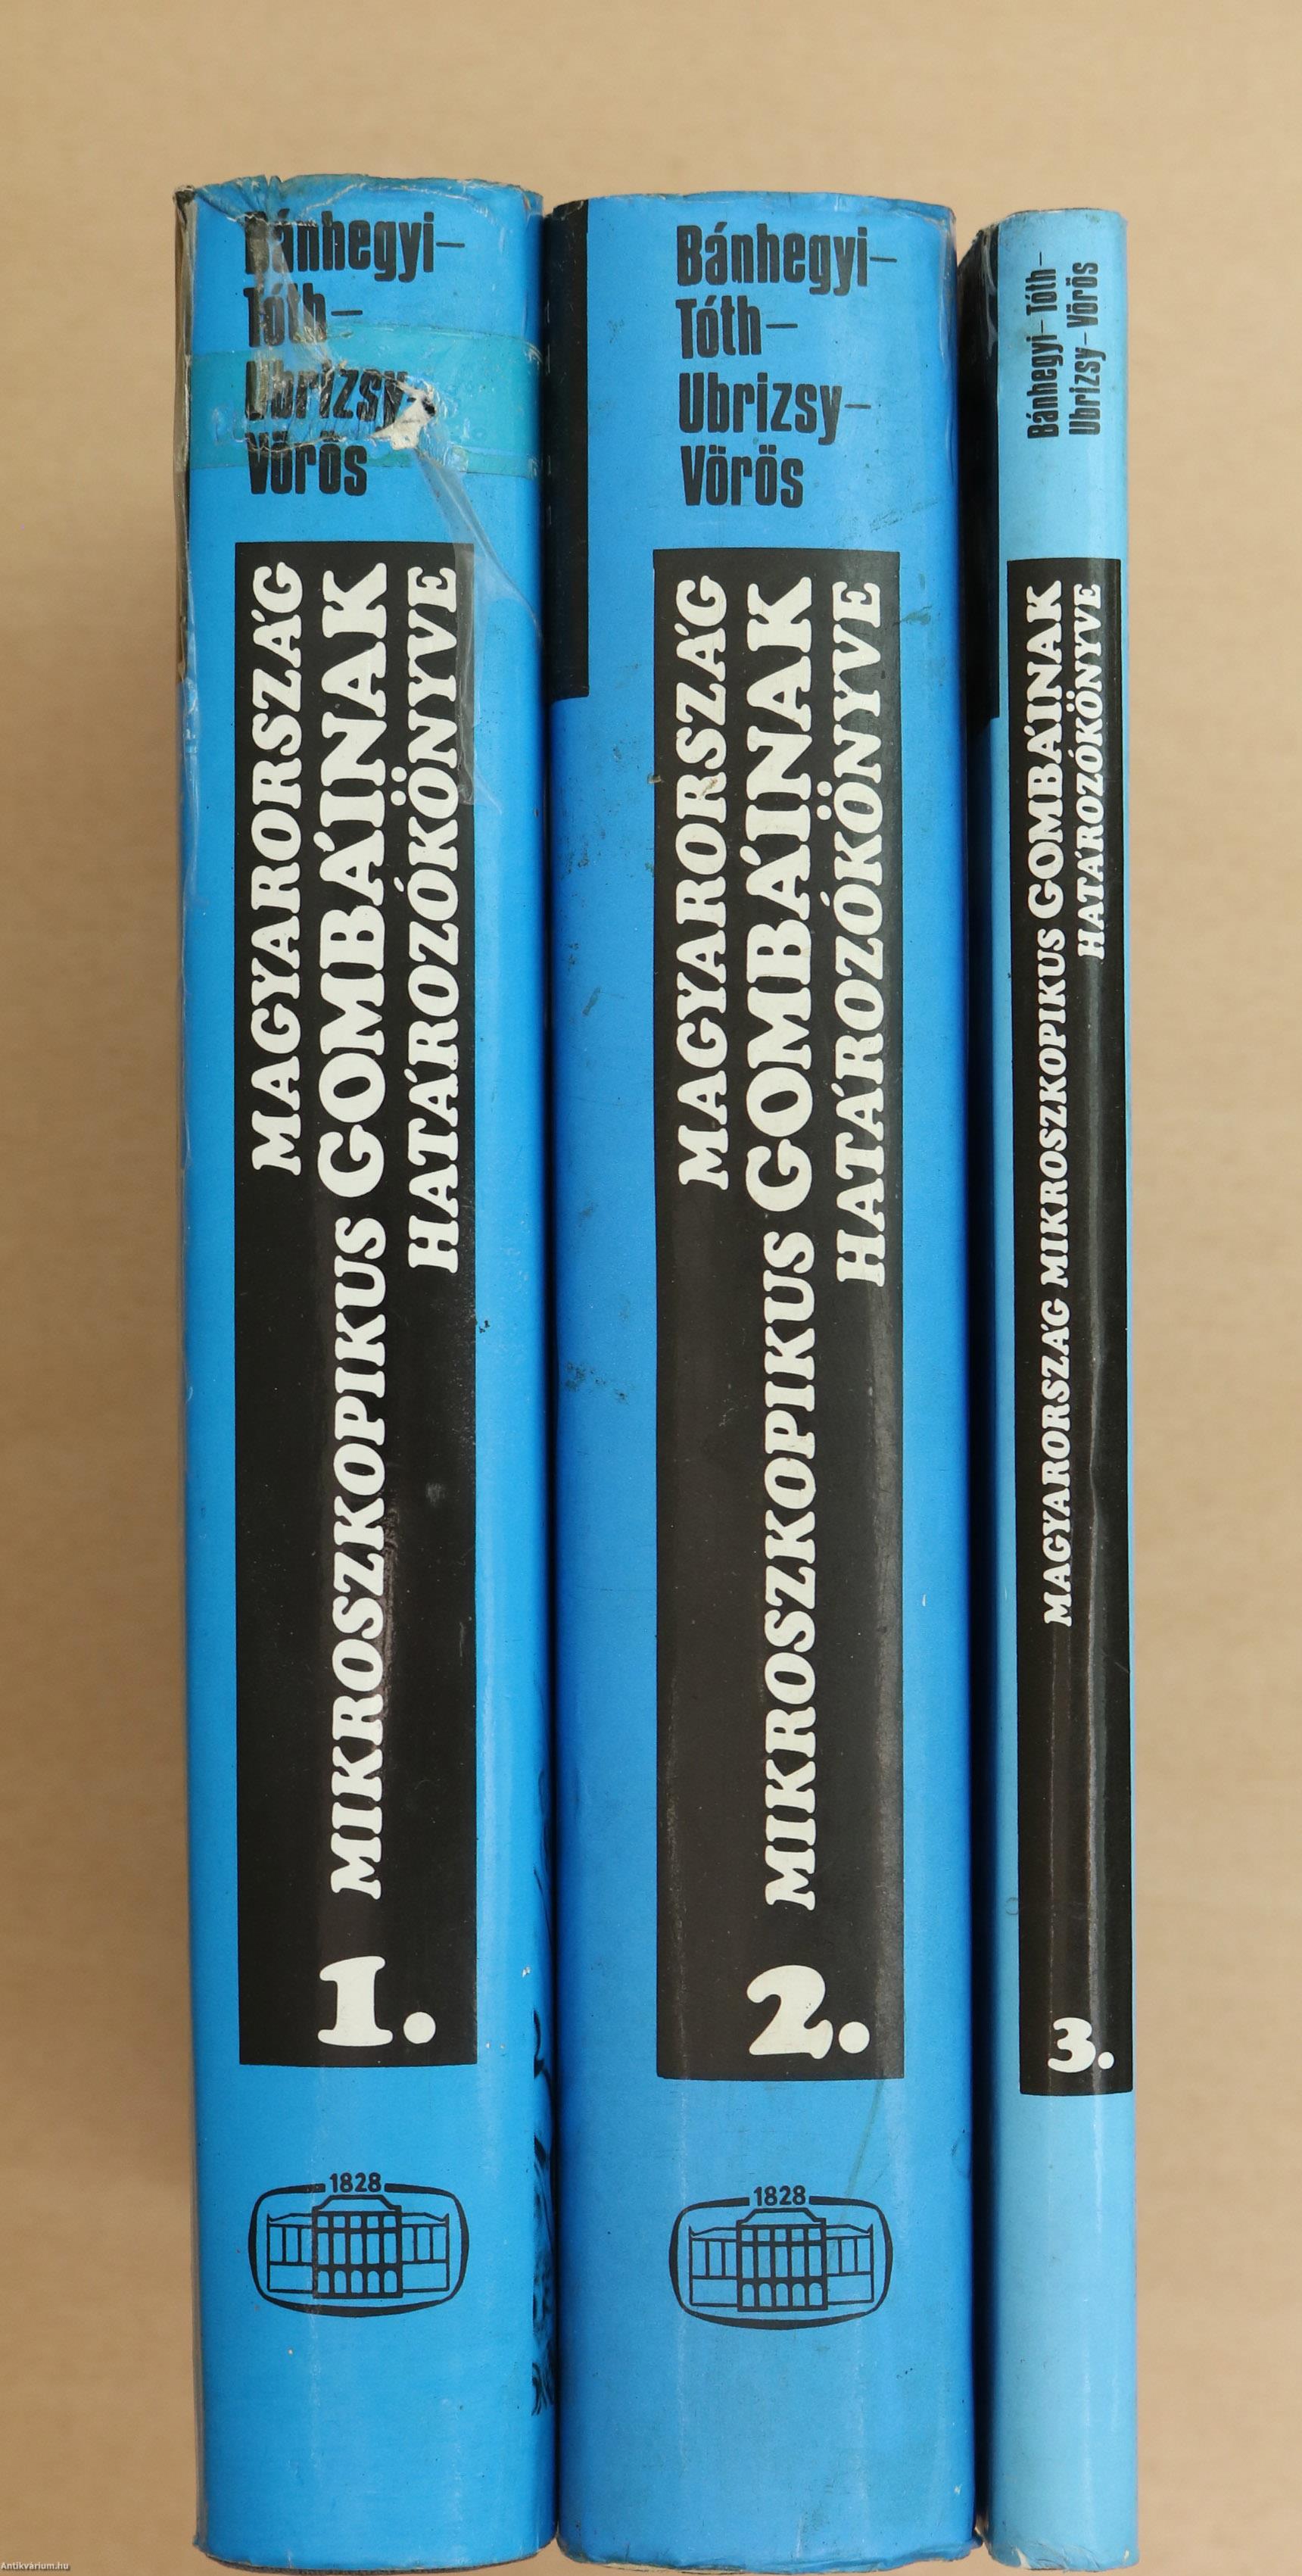 Bánhegyi–
Tóth–
Ubrizsy–
Vörös
MAGYARORSZÁG
MIKROSZKOPIKUS GOMBÁINAK
HATÁROZÓKÖNYVE
1.
1828
Bánhegyi–
Tóth–
Ubrizsy–
Vörös
MAGYARORSZÁG
MIKROSZKOPIKUS GOMBÁINAK
HATÁROZÓKÖNYVE
2.
1828
Bánhegyi–Tóth–
Ubrizsy–Vörös
MAGYARORSZÁG MIKROSZKOPIKUS GOMBÁINAK
HATÁROZÓKÖNYVE
3.
Antikvárium.hu